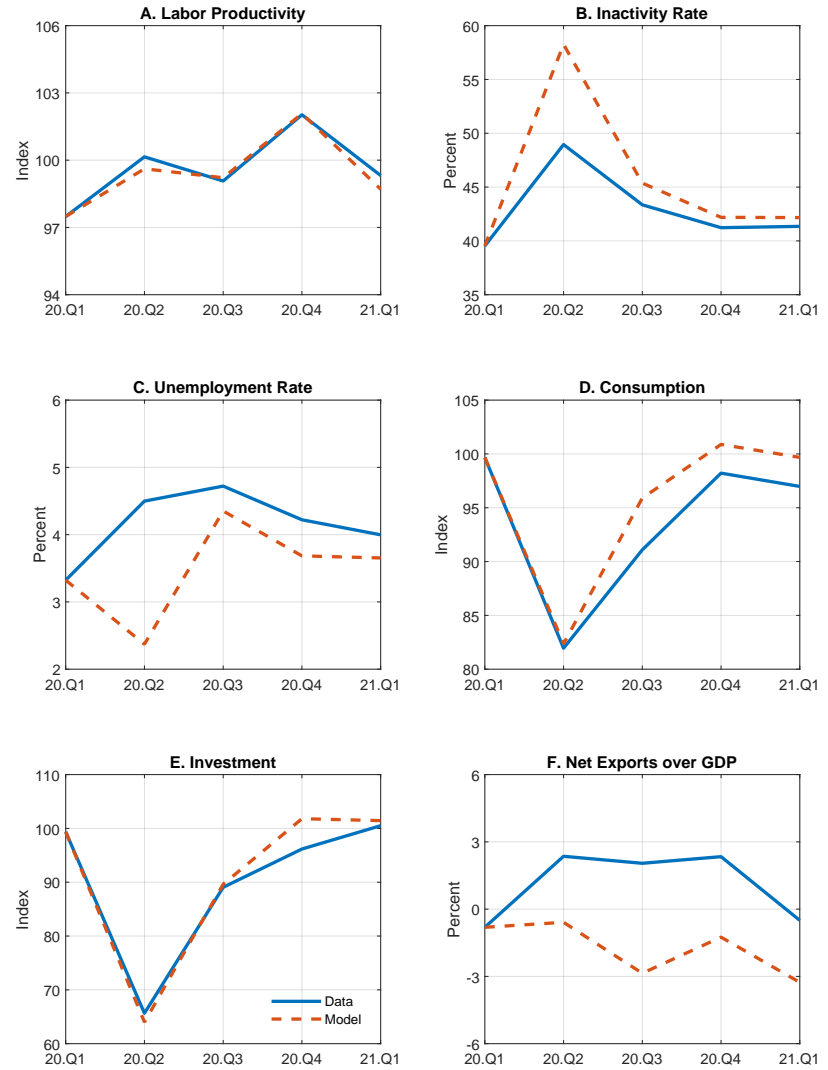 A. Labor Productivity
106
103
100
97
94
Index
20.Q1 20.Q2 20.Q3 20.Q4 21.Q1
B. Inactivity Rate
60
55
50
45
40
35
Percent
20.Q1 20.Q2 20.Q3 20.Q4 21.Q1
C. Unemployment Rate
6
5
4
3
2
Percent
20.Q1 20.Q2 20.Q3 20.Q4 21.Q1
D. Consumption
105
100
95
90
85
80
Index
20.Q1 20.Q2 20.Q3 20.Q4 21.Q1
E. Investment
110
100
90
80
70
60
Index
Data
Model
20.Q1 20.Q2 20.Q3 20.Q4 21.Q1
F. Net Exports over GDP
6
3
0
-3
-6
Percent
20.Q1 20.Q2 20.Q3 20.Q4 21.Q1